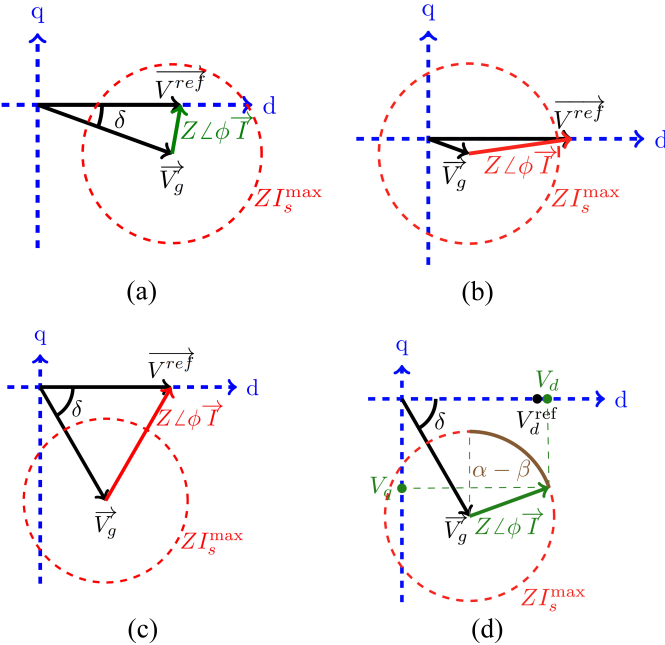 q
V^{ref}
d
δ
Z∠φ I
V_g
ZI_s^{max}
(a)
q
V^{ref}
d
Z∠φ I
V_g
ZI_s^{max}
(b)
q
V^{ref}
d
δ
Z∠φ I
V_g
ZI_s^{max}
(c)
q
V_d
d
δ
V_d^{ref}
α − β
V_q
V_g
Z∠φ I
ZI_s^{max}
(d)